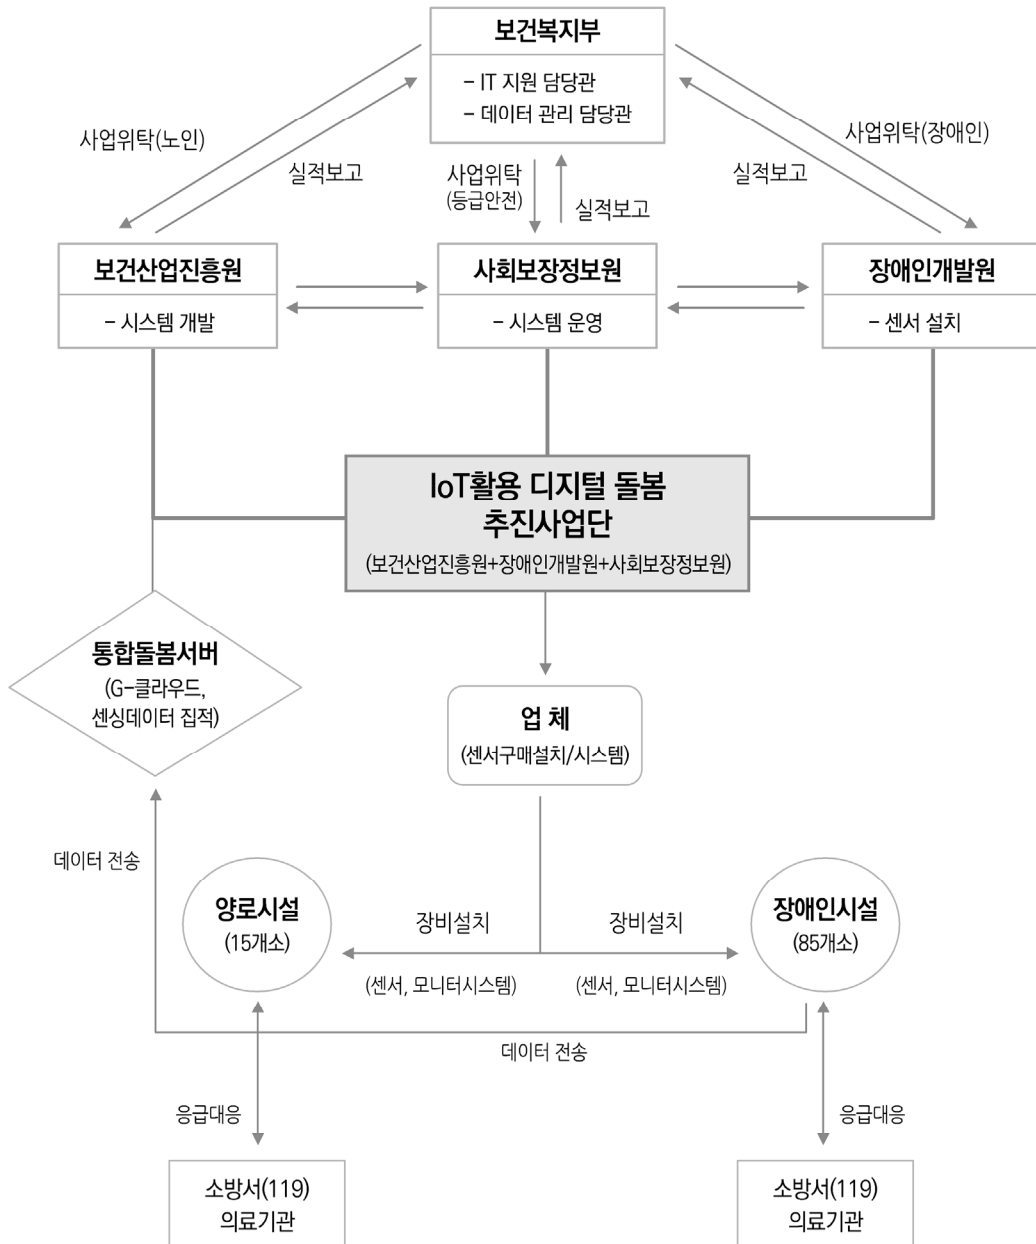 보건복지부
- IT 지원 담당관
- 데이터 관리 담당관
사업위탁(노인)
실적보고
사업위탁
(등급안전)
실적보고
실적보고
사업위탁(장애인)
보건산업진흥원
- 시스템 개발
사회보장정보원
- 시스템 운영
장애인개발원
- 센서 설치
IoT활용 디지털 돌봄
추진사업단
(보건산업진흥원+장애인개발원+사회보장정보원)
통합돌봄서버
(G-클라우드,
센싱데이터 집적)
업 체
(센서구매설치/시스템)
데이터 전송
양로시설
(15개소)
장비설치
(센서, 모니터시스템)
장비설치
(센서, 모니터시스템)
장애인시설
(85개소)
데이터 전송
응급대응
응급대응
소방서(119)
의료기관
소방서(119)
의료기관